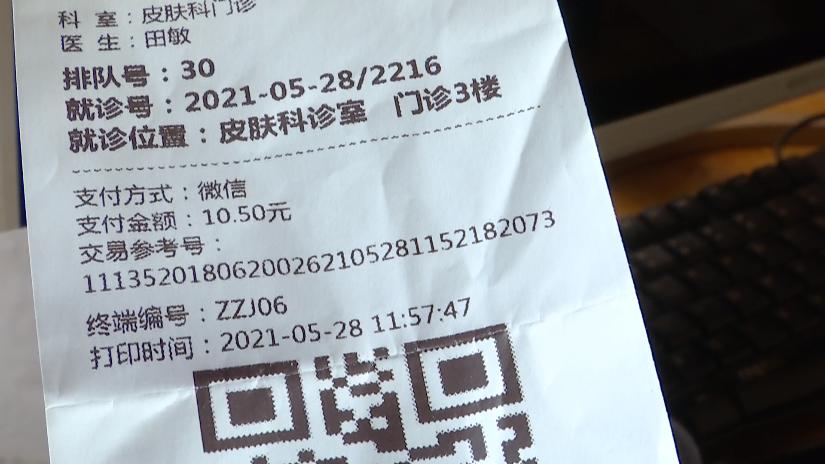 科 室：皮肤科门诊
医 生：田敏
排队号：30
就诊号：2021-05-28/2216
就诊位置：皮肤科诊室 门诊3楼
支付方式：微信
支付金额：10.50元
交易参考号：
1113520180620026210528115218​2073
终端编号：ZZJ06
打印时间：2021-05-28 11:57:47